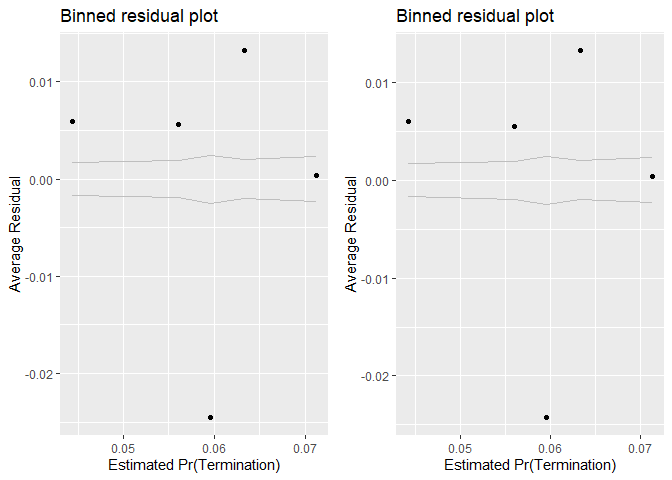 Binned residual plot
Average Residual
0.01
0.00
-0.01
-0.02
0.05 0.06 0.07
Estimated Pr(Termination)
Binned residual plot
Average Residual
0.01
0.00
-0.01
-0.02
0.05 0.06 0.07
Estimated Pr(Termination)